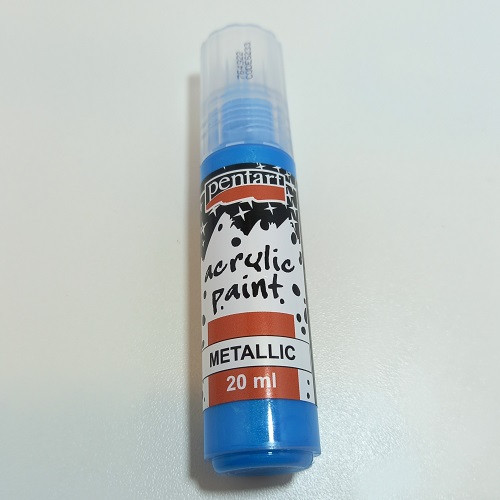 pentart
acrylic
paint
METALLIC
20 ml